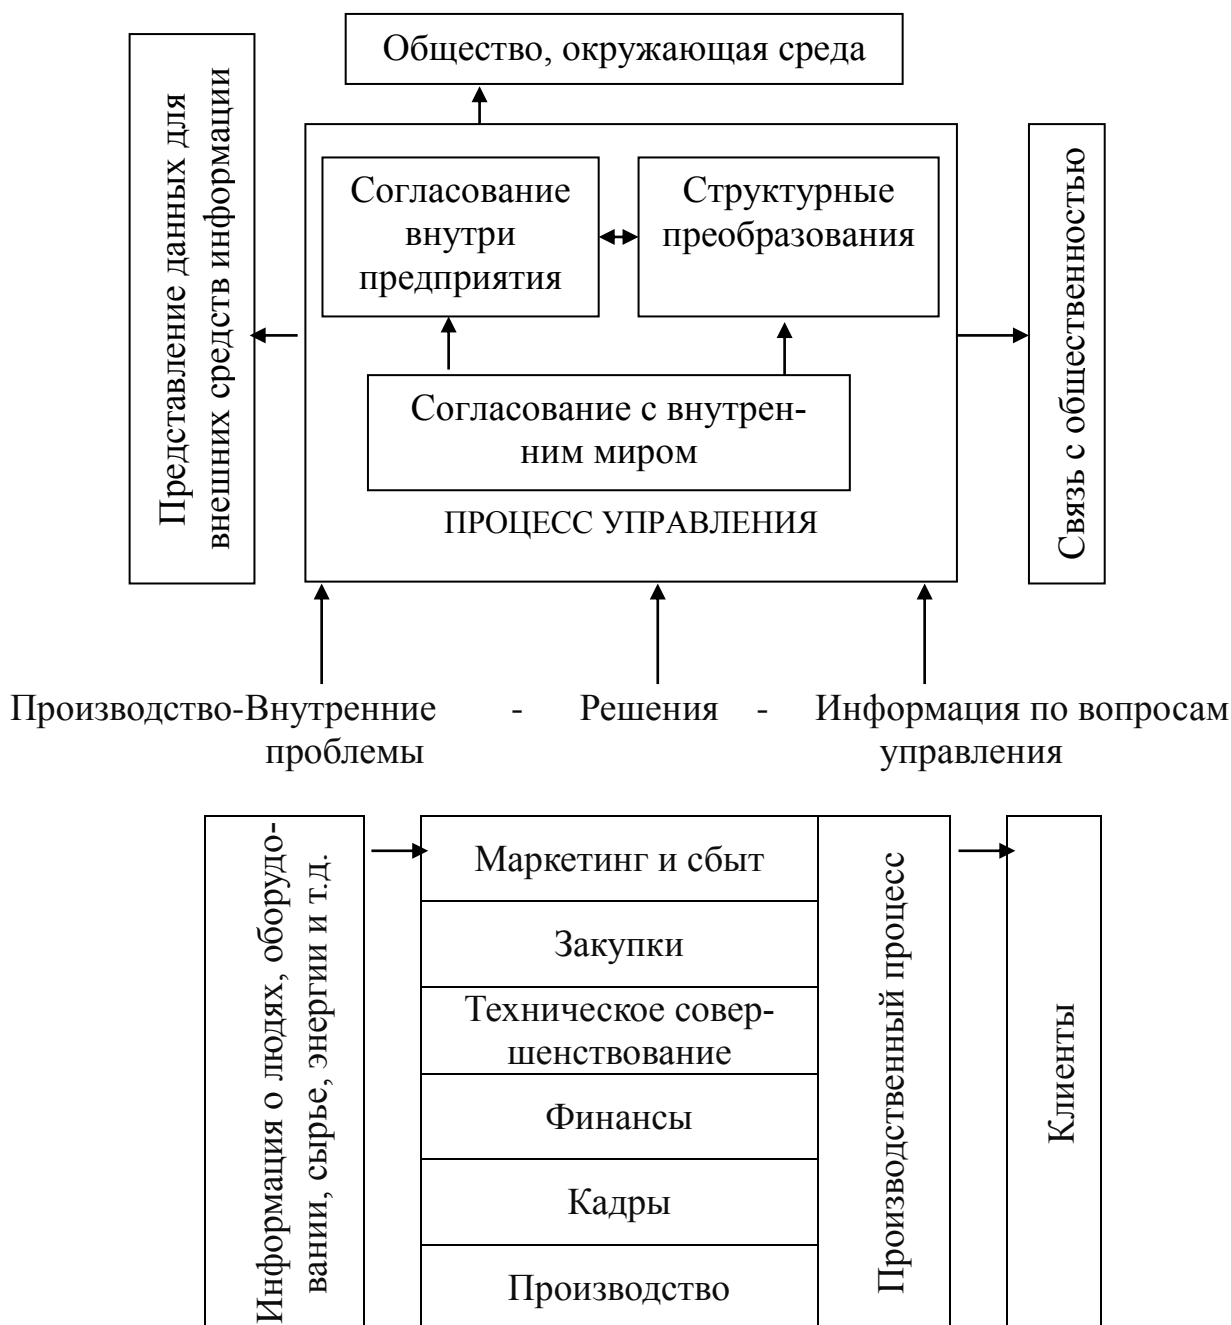 Общество, окружающая среда
Представление данных для
внешних средств информации
Согласование
внутри
предприятия
Структурные
преобразования
Согласование с внутрен-
ним миром
ПРОЦЕСС УПРАВЛЕНИЯ
Связь с общественностью
Производство-Внутренние - Решения - Информация по вопросам
проблемы управления
Информация о людях, оборудо-
вании, сырье, энергии и т.д.
Маркетинг и сбыт
Закупки
Техническое совер-
шенствование
Финансы
Кадры
Производство
Производственный процесс
Клиенты